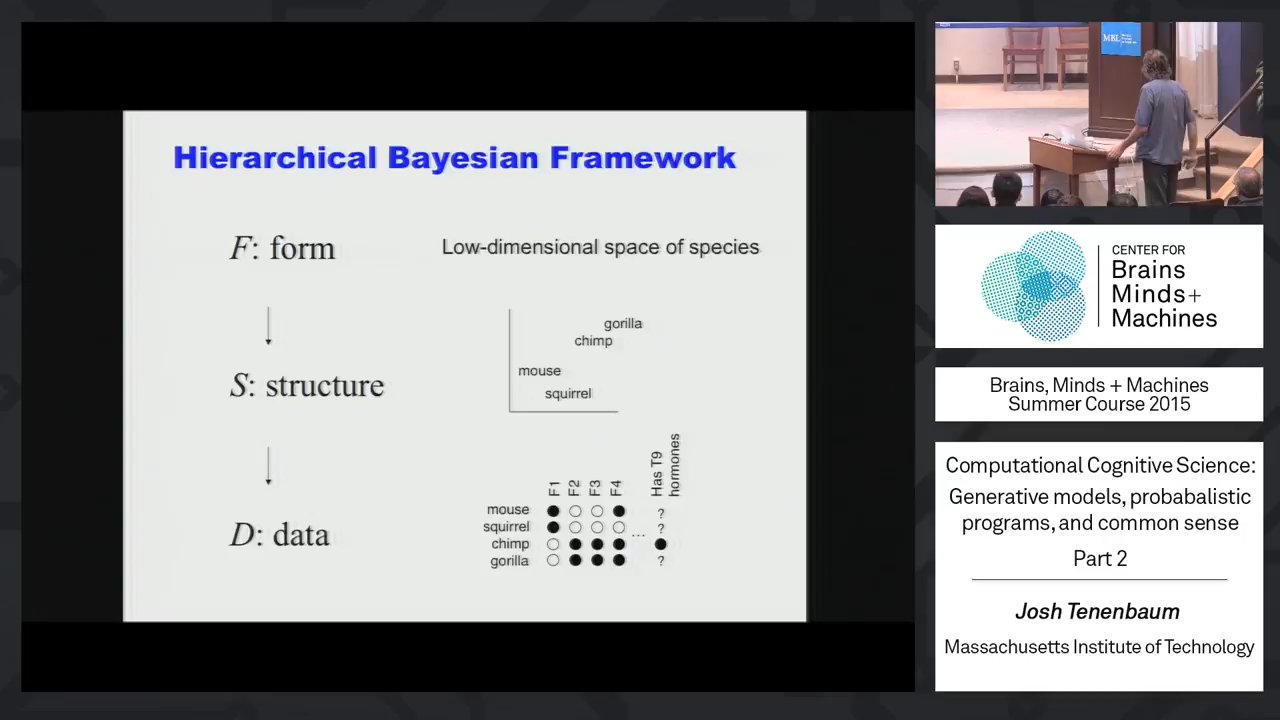 Hierarchical Bayesian Framework
F: form
Low-dimensional space of species
gorilla
chimp
mouse
squirrel
S: structure
F1
F2
F3
F4
Has T9
hormones
mouse
?
squirrel
?
...
chimp
gorilla
?
D: data
MBL
CENTER FOR
Brains
Minds+
Machines
Brains, Minds + Machines
Summer Course 2015
Computational Cognitive Science:
Generative models, probabalistic
programs, and common sense
Part 2
Josh Tenenbaum
Massachusetts Institute of Technology